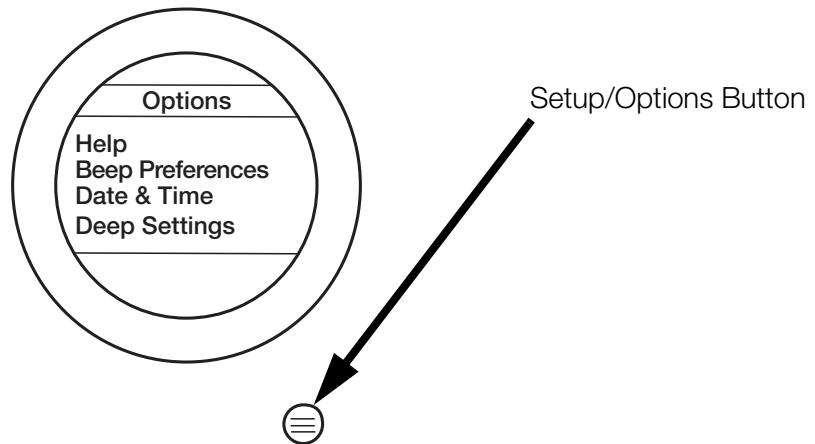 Options
Setup/Options Button
Help
Beep Preferences
Date & Time
Deep Settings